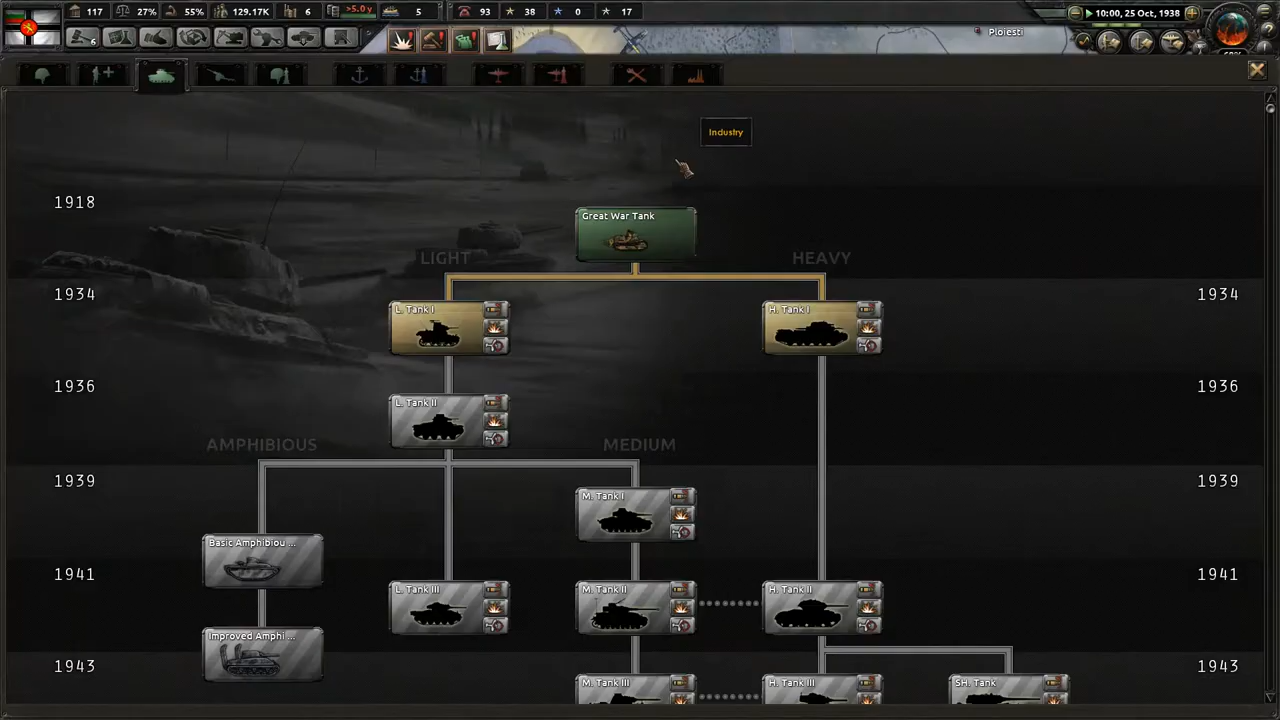 117 27% 55% 129.17K 6 >5.0 y 5 93 38 0 17 10:00, 25 Oct, 1938
6
Ploiesti
Industry
1918
Great War Tank
LIGHT HEAVY
1934 1934
L. Tank I H. Tank I
1936 1936
L. Tank II
AMPHIBIOUS MEDIUM
1939 1939
M. Tank I
Basic Amphibiou ...
1941 1941
L. Tank III M. Tank II H. Tank II
Improved Amphi ...
1943 1943
M. Tank III H. Tank III SH. Tank